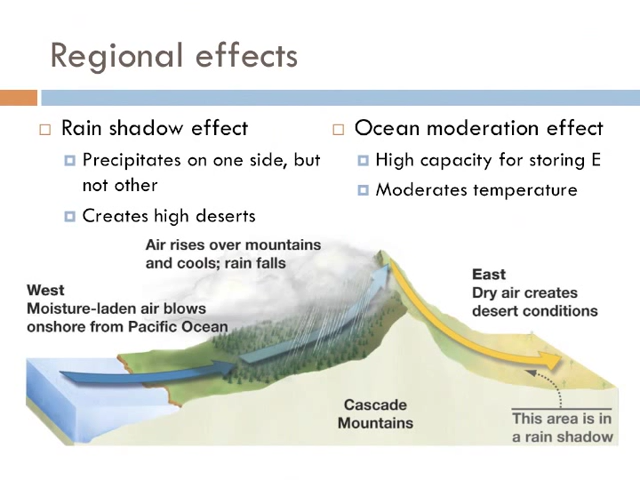 Regional effects
Rain shadow effect
Precipitates on one side, but
not other
Creates high deserts
Ocean moderation effect
High capacity for storing E
Moderates temperature
Air rises over mountains
and cools; rain falls
West
Moisture-laden air blows
onshore from Pacific Ocean
East
Dry air creates
desert conditions
Cascade
Mountains
This area is in
a rain shadow